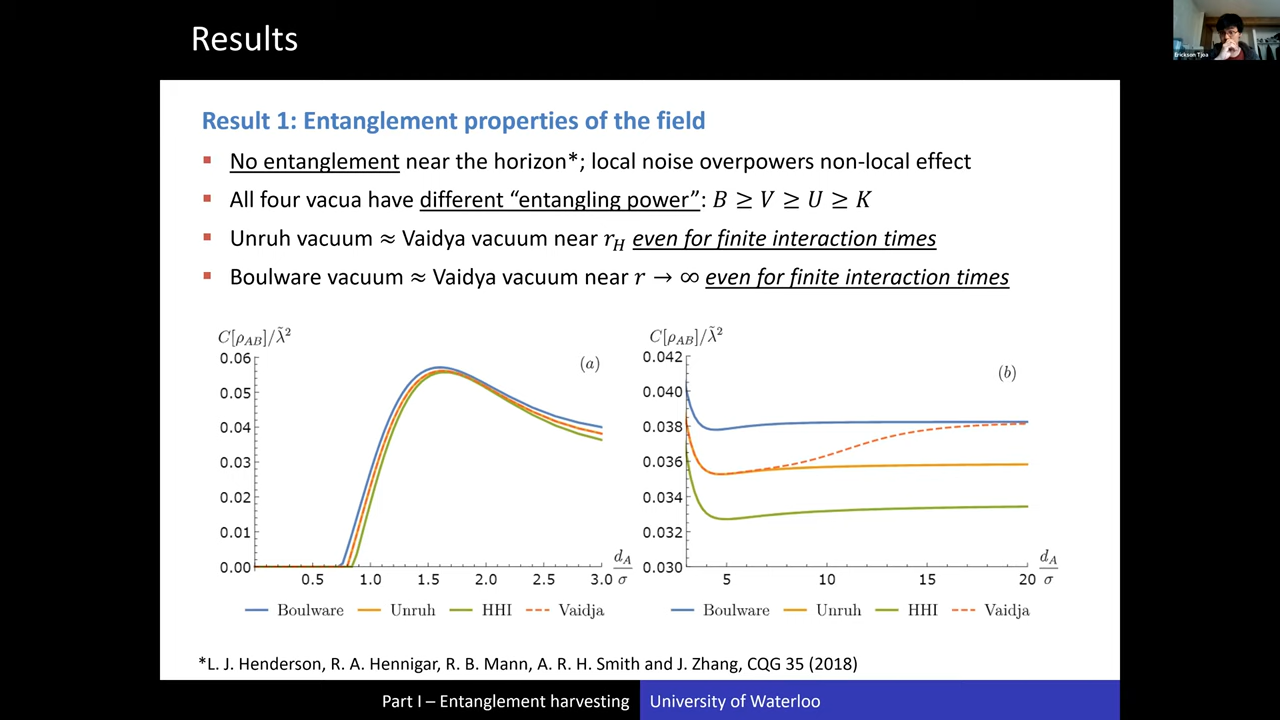 Results
Erickson Tjoa
Result 1: Entanglement properties of the field
▪ No entanglement near the horizon*; local noise overpowers non-local effect
▪ All four vacua have different “entangling power”: B ≥ V ≥ U ≥ K
▪ Unruh vacuum ≈ Vaidya vacuum near r_H even for finite interaction times
▪ Boulware vacuum ≈ Vaidya vacuum near r → ∞ even for finite interaction times
C[ρ_AB]/λ̃²
(a)
0.06
0.05
0.04
0.03
0.02
0.01
0.00
0.5 1.0 1.5 2.0 2.5 3.0
d_A/σ
Boulware Unruh HHI Vaidja
C[ρ_AB]/λ̃²
(b)
0.042
0.040
0.038
0.036
0.034
0.032
0.030
5 10 15 20
d_A/σ
Boulware Unruh HHI Vaidja
*L. J. Henderson, R. A. Hennigar, R. B. Mann, A. R. H. Smith and J. Zhang, CQG 35 (2018)
Part I – Entanglement harvesting University of Waterloo